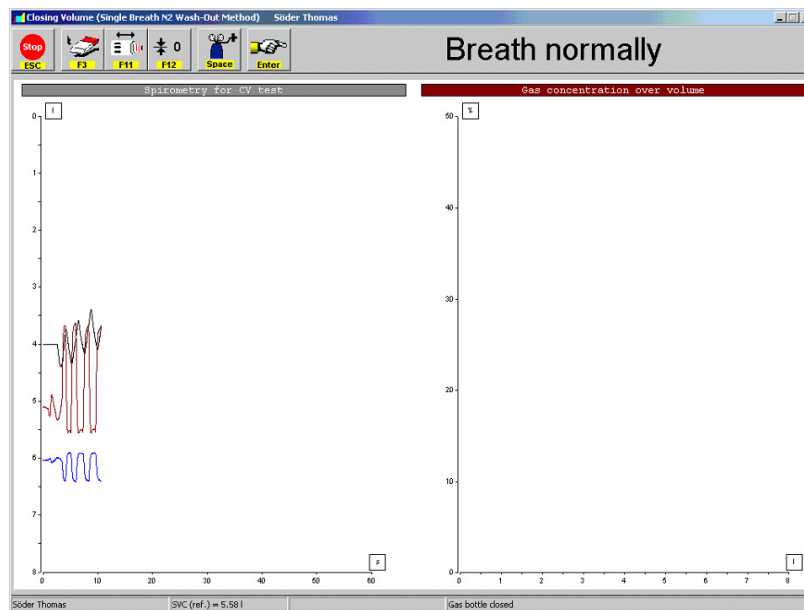 Closing Volume (Single Breath N2 Wash-Out Method) Söder Thomas
Stop
ESC
F3
F11
0
F12
Space
Enter
Breath normally
Spirometry for CV test
Gas concentration over volume
l
0
1
2
3
4
5
6
7
8
0
10
20
30
40
50
60
s
%
50
40
30
20
10
0
0
1
2
3
4
5
6
7
8
l
Söder Thomas
SVC (ref.) = 5.58 l
Gas bottle closed